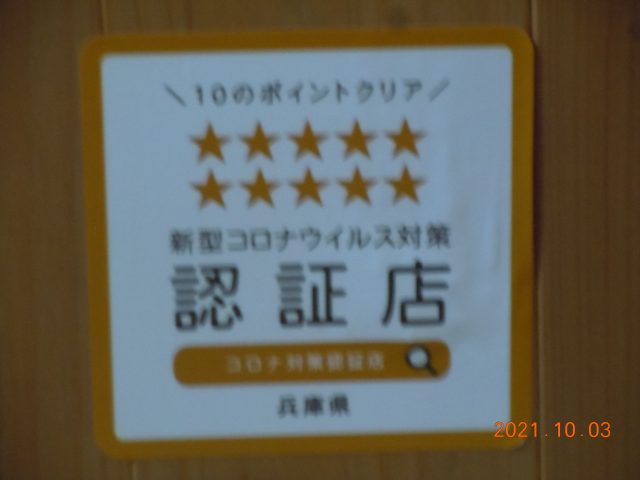 ＼10のポイントクリア／
★★★★★
★★★★★
新型コロナウイルス対策
認証店
コロナ対策認証店
兵庫県
2021.10.03